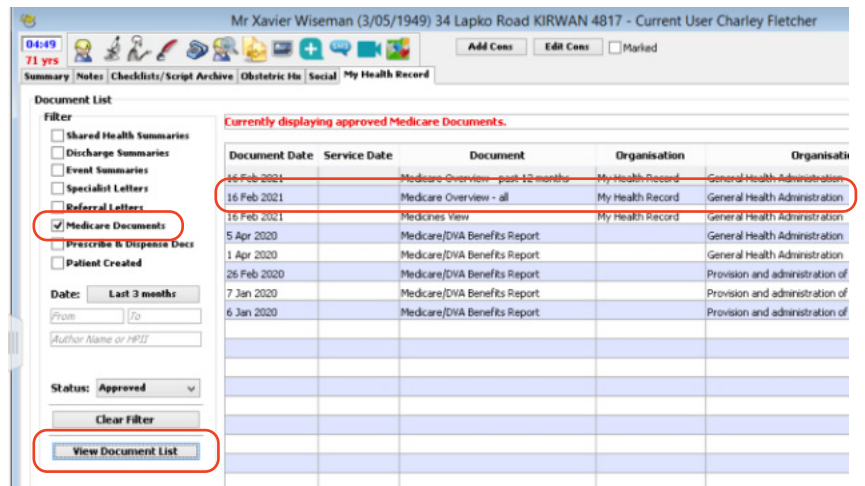 Mr Xavier Wiseman (3/05/1949) 34 Lapko Road KIRWAN 4817 - Current User Charley Fletcher
04:49
71 yrs
Add Cons Edit Cons Marked
Summary Notes Checklists/Script Archive Obstetric Hx Social My Health Record
Document List
Filter
Shared Health Summaries
Discharge Summaries
Event Summaries
Specialist Letters
Referral Letters
Medicare Documents
Prescribe & Dispense Docs
Patient Created
Date: Last 3 months
From To
Author Name or HPII
Status: Approved
Clear Filter
View Document List
Currently displaying approved Medicare Documents.
Document Date Service Date Document Organisation Organisati
16 Feb 2021 Medicare Overview - past 12 months My Health Record General Health Administration
16 Feb 2021 Medicare Overview - all My Health Record General Health Administration
16 Feb 2021 Medicines View My Health Record General Health Administration
5 Apr 2020 Medicare/DVA Benefits Report General Health Administration
1 Apr 2020 Medicare/DVA Benefits Report General Health Administration
26 Feb 2020 Medicare/DVA Benefits Report Provision and administration of
7 Jan 2020 Medicare/DVA Benefits Report Provision and administration of
6 Jan 2020 Medicare/DVA Benefits Report Provision and administration of